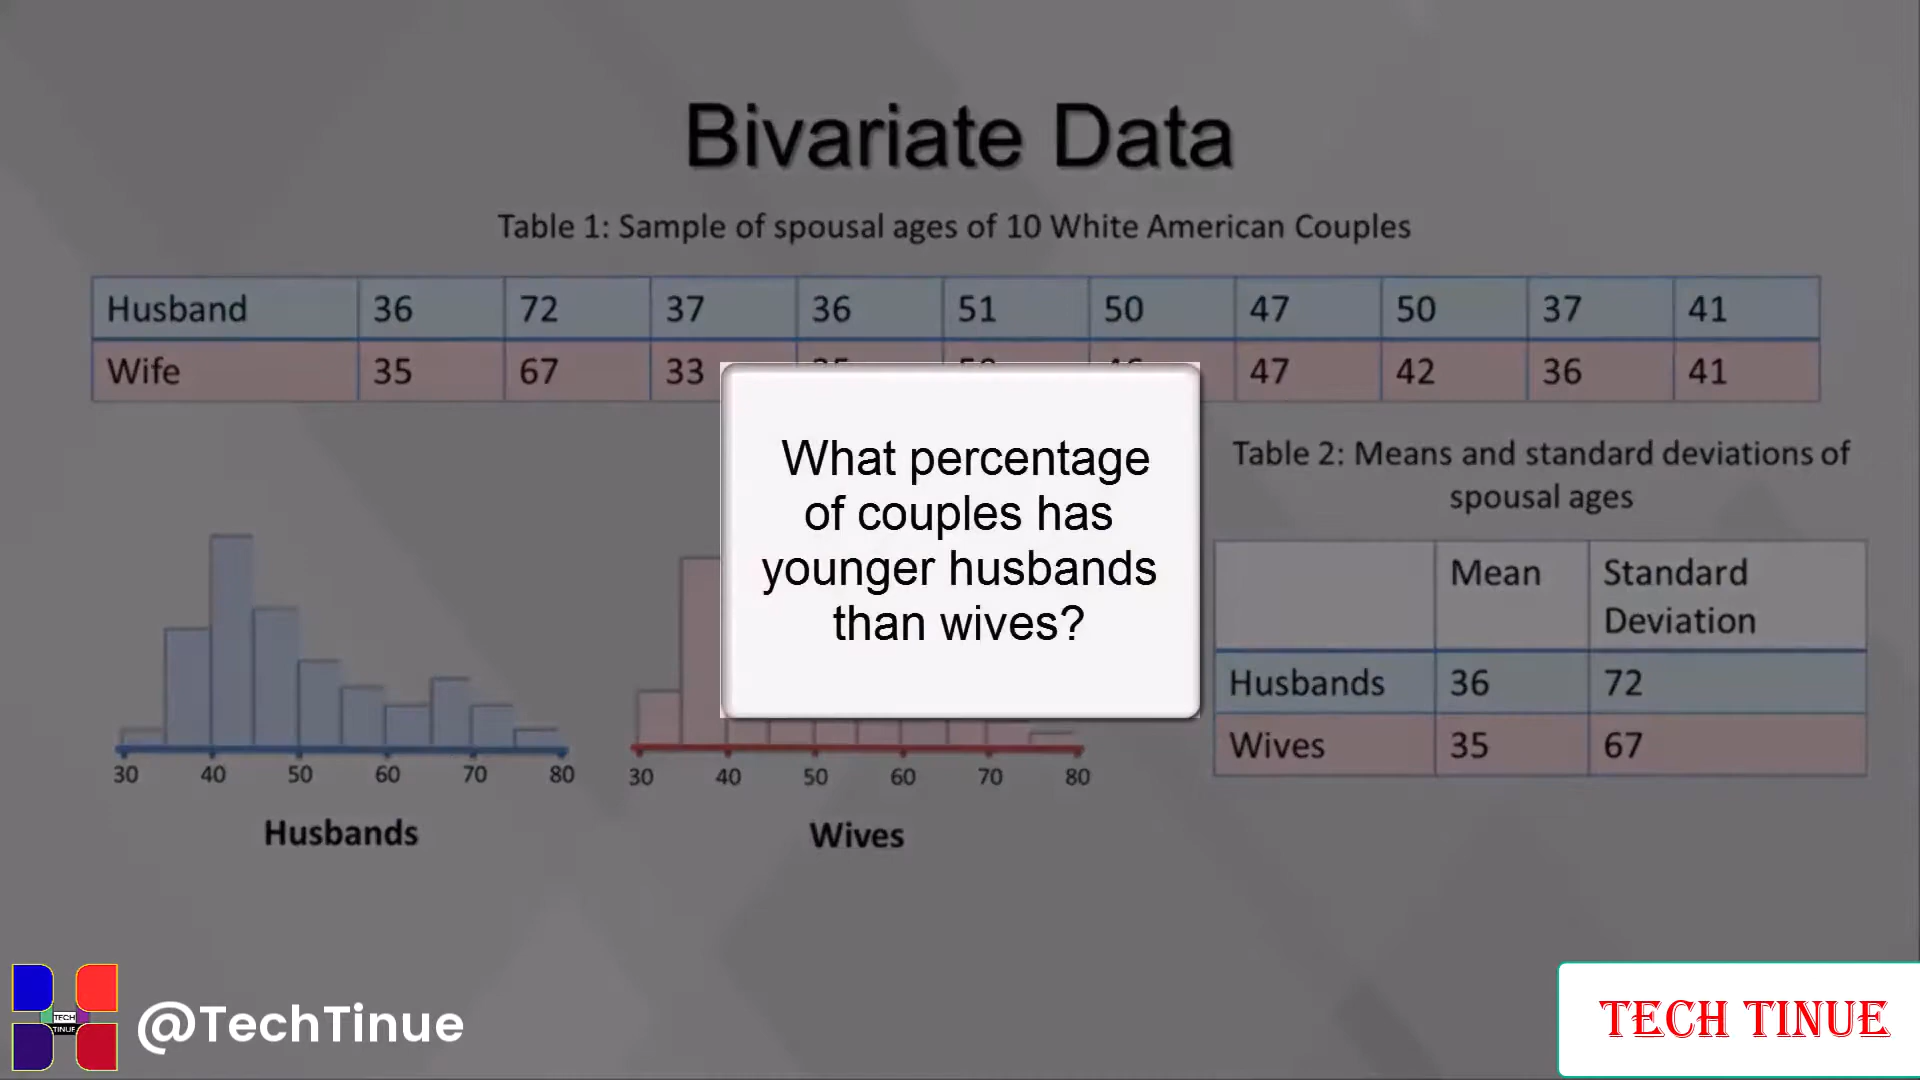 Bivariate Data
Table 1: Sample of spousal ages of 10 White American Couples
Husband 36 72 37 36 51 50 47 50 37 41
Wife 35 67 33 47 42 36 41
What percentage
of couples has
younger husbands
than wives?
Table 2: Means and standard deviations of
spousal ages
Mean Standard
Deviation
Husbands 36 72
Wives 35 67
30 40 50 60 70 80
Husbands
30 40 50 60 70 80
Wives
TECH
TINUE
@TechTinue
TECH TINUE